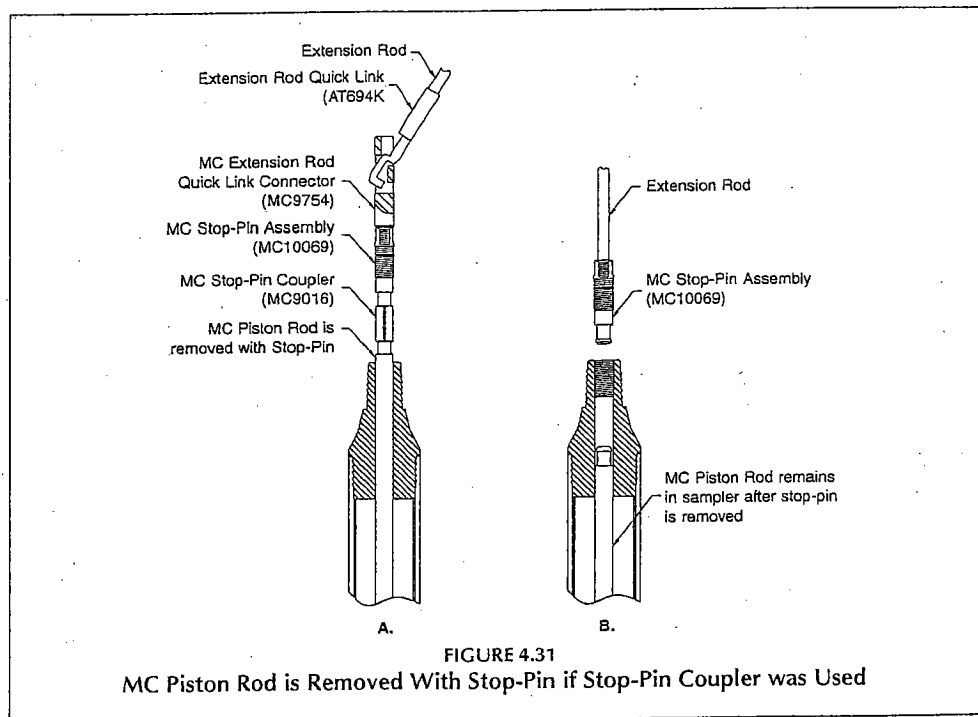 Extension Rod
Extension Rod Quick Link
(AT694K
MC Extension Rod
Quick Link Connector
(MC9754)
MC Stop-Pin Assembly
(MC10069)
MC Stop-Pin Coupler
(MC9016)
MC Piston Rod is
removed with Stop-Pin
A.
Extension Rod
MC Stop-Pin Assembly
(MC10069)
MC Piston Rod remains
in sampler after stop-pin
is removed
B.
FIGURE 4.31
MC Piston Rod is Removed With Stop-Pin if Stop-Pin Coupler was Used